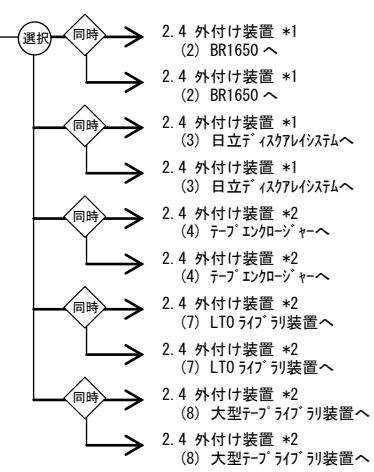 選択
同時
2.4 外付け装置 *1
(2) BR1650 へ
2.4 外付け装置 *1
(2) BR1650 へ
同時
2.4 外付け装置 *1
(3) 日立ﾃﾞｨｽｸｱﾚｲｼｽﾃﾑへ
2.4 外付け装置 *1
(3) 日立ﾃﾞｨｽｸｱﾚｲｼｽﾃﾑへ
同時
2.4 外付け装置 *2
(4) ﾃｰﾌﾟｴﾝｸﾛｰｼﾞｬｰへ
2.4 外付け装置 *2
(4) ﾃｰﾌﾟｴﾝｸﾛｰｼﾞｬｰへ
同時
2.4 外付け装置 *2
(7) LTO ﾗｲﾌﾞﾗﾘ装置へ
2.4 外付け装置 *2
(7) LTO ﾗｲﾌﾞﾗﾘ装置へ
同時
2.4 外付け装置 *2
(8) 大型ﾃｰﾌﾟﾗｲﾌﾞﾗﾘ装置へ
2.4 外付け装置 *2
(8) 大型ﾃｰﾌﾟﾗｲﾌﾞﾗﾘ装置へ